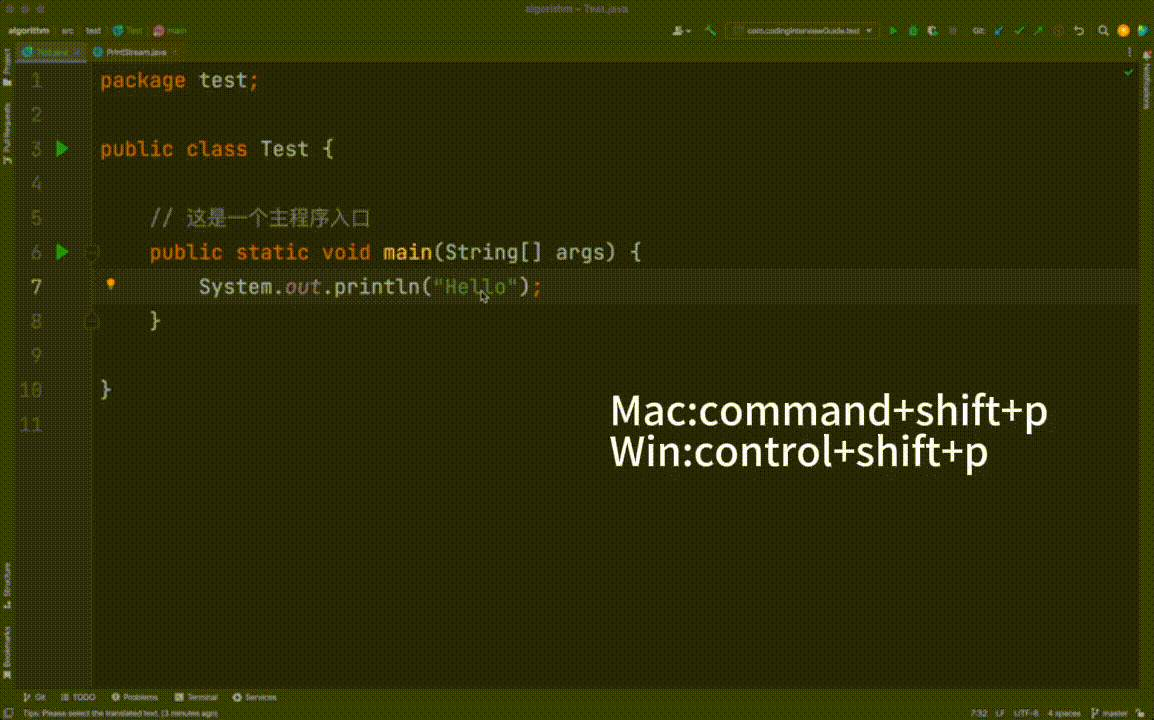 algorithm – Test.java
algorithm src test Test main
com.codinginterviewGuide.test
Git:
Test.java PrintStream.java
Project
Pull Requests
Notifications
1 package test;
2
3 public class Test {
4
5 // 这是一个主程序入口
6 public static void main(String[] args) {
7 System.out.println("Hello");
8 }
9
10 }
11
Mac:command+shift+p
Win:control+shift+p
Structure
Bookmarks
Git TODO Problems Terminal Services
Tips: Please select the translated text. (3 minutes ago)
7:32 LF UTF-8 4 spaces master